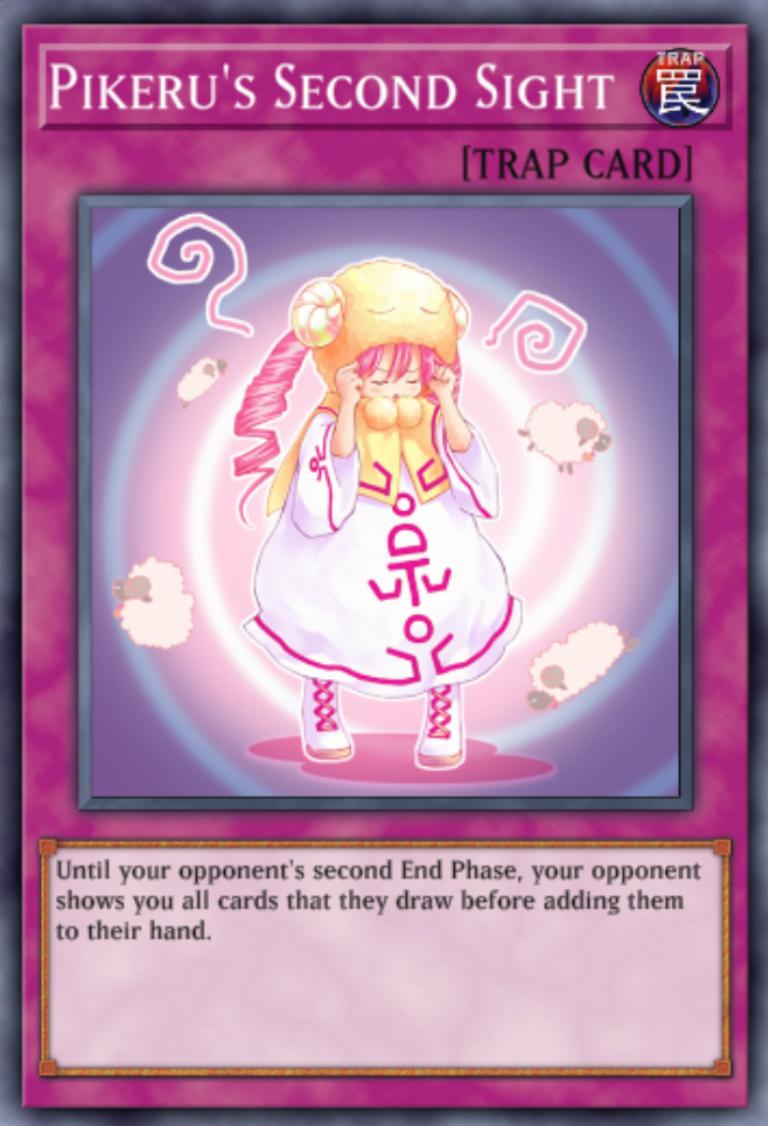 Pikeru's Second Sight
TRAP
罠
[TRAP CARD]
Until your opponent's second End Phase, your opponent
shows you all cards that they draw before adding them
to their hand.